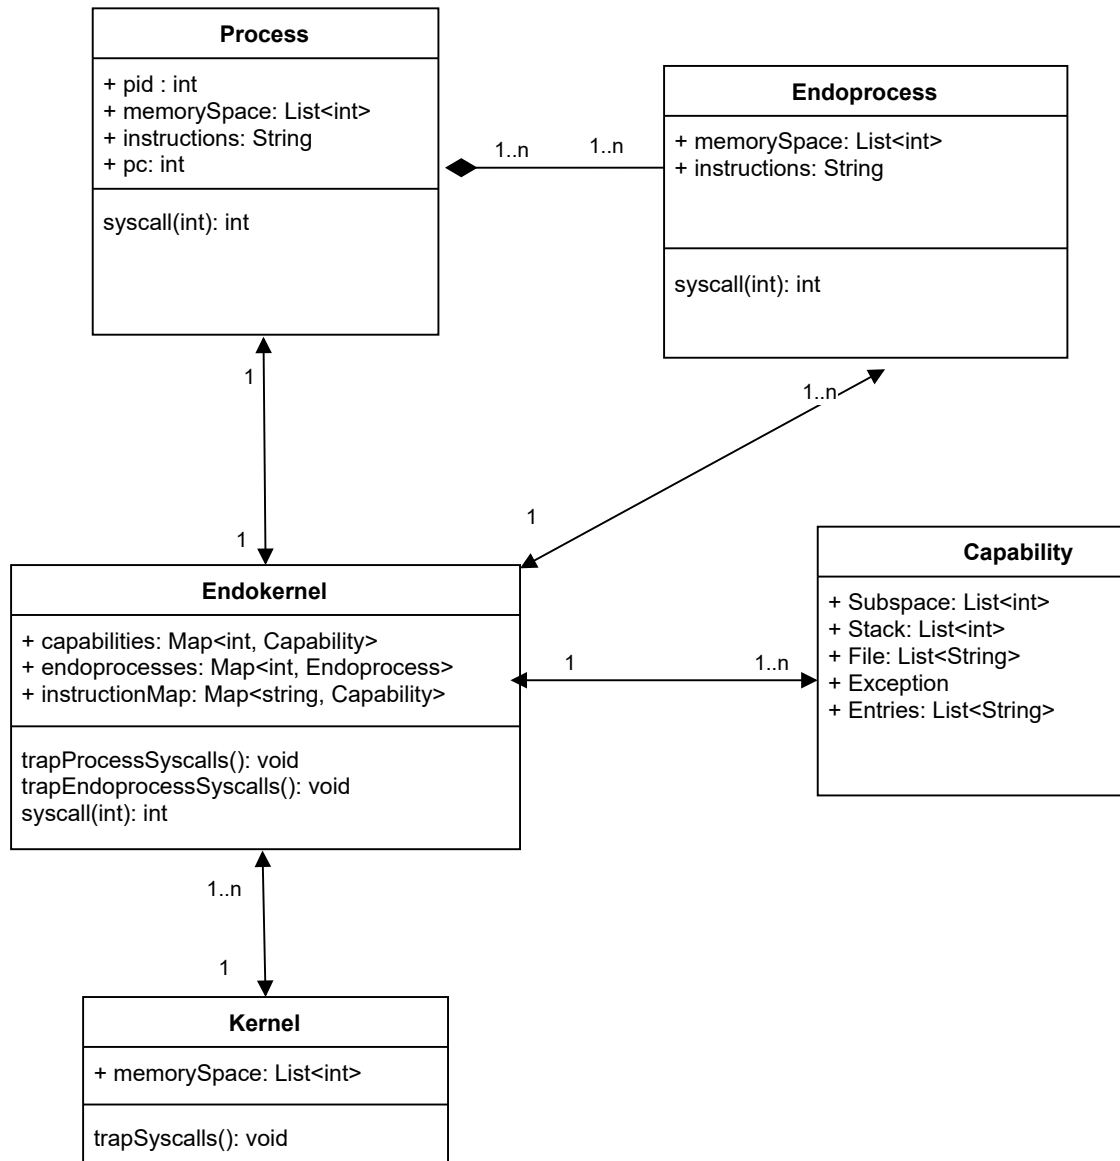 Process
+ pid : int
+ memorySpace: List<int>
+ instructions: String
+ pc: int
syscall(int): int
1..n
1..n
Endoprocess
+ memorySpace: List<int>
+ instructions: String
syscall(int): int
1
1
1..n
1
Endokernel
+ capabilities: Map<int, Capability>
+ endoprocesses: Map<int, Endoprocess>
+ instructionMap: Map<string, Capability>
trapProcessSyscalls(): void
trapEndoprocessSyscalls(): void
syscall(int): int
1
1..n
Capability
+ Subspace: List<int>
+ Stack: List<int>
+ File: List<String>
+ Exception
+ Entries: List<String>
1..n
1
Kernel
+ memorySpace: List<int>
trapSyscalls(): void